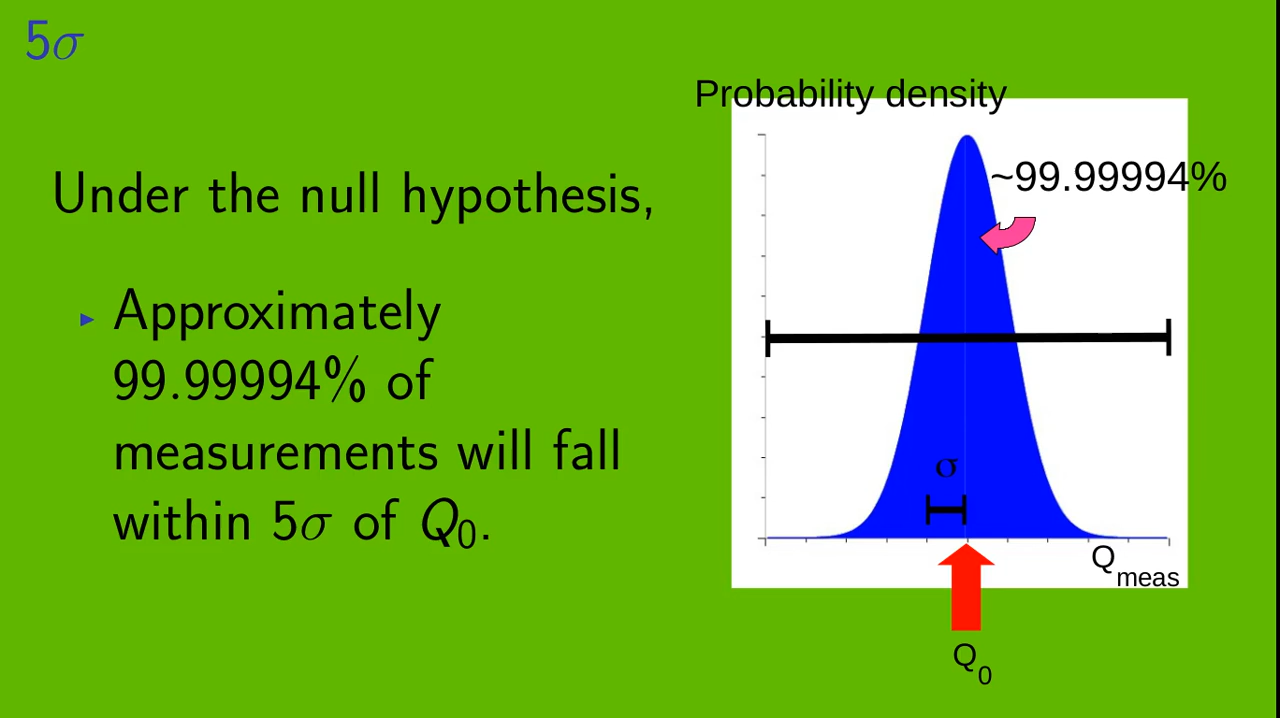 5σ
Under the null hypothesis,
Approximately
99.99994% of
measurements will fall
within 5σ of Q₀.
Probability density
~99.99994%
σ
Q meas
Q₀